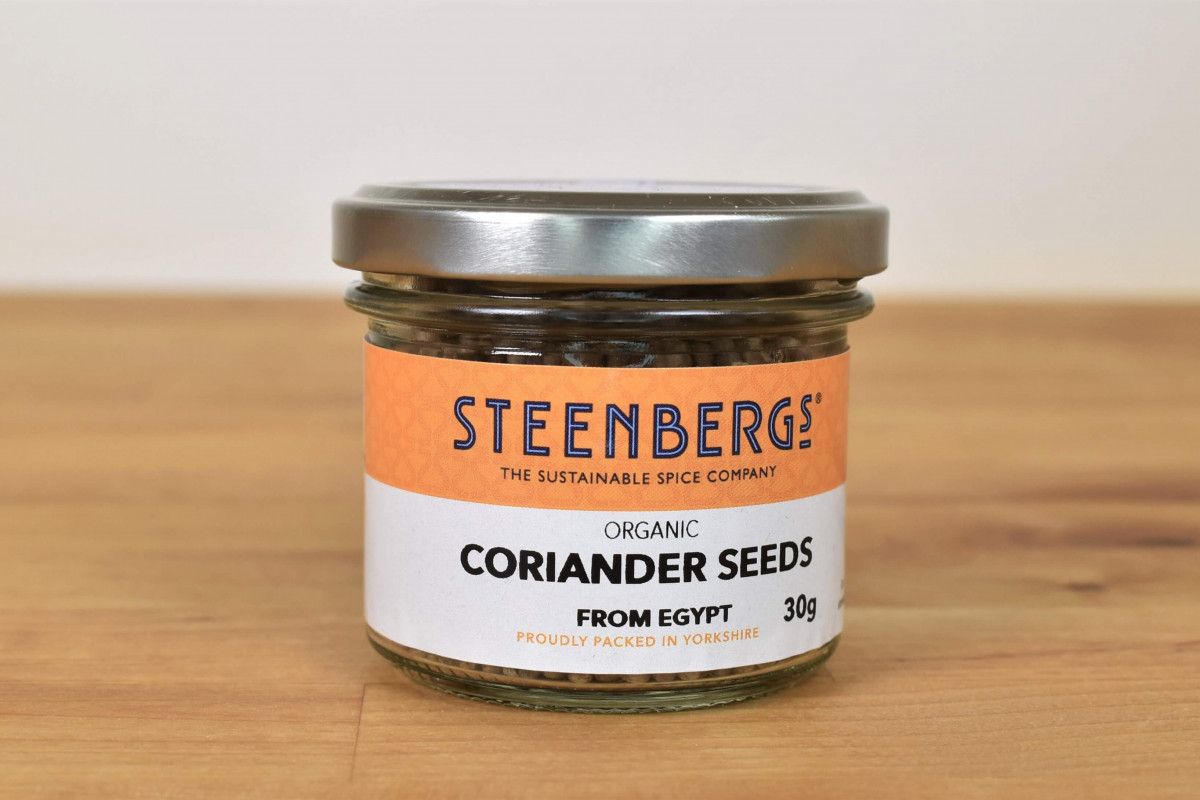 STEENBERGS®
THE SUSTAINABLE SPICE COMPANY
ORGANIC
CORIANDER SEEDS
FROM EGYPT
30g
PROUDLY PACKED IN YORKSHIRE